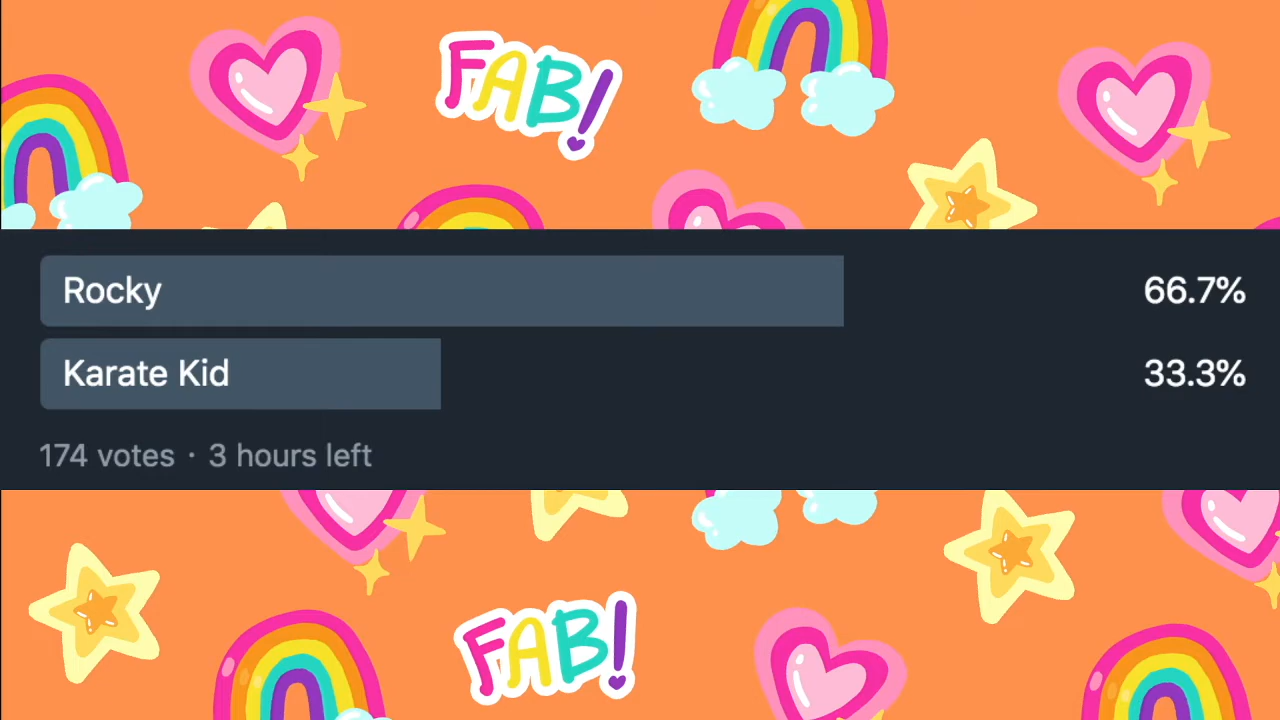 FAB!
Rocky 66.7%
Karate Kid 33.3%
174 votes · 3 hours left
FAB!